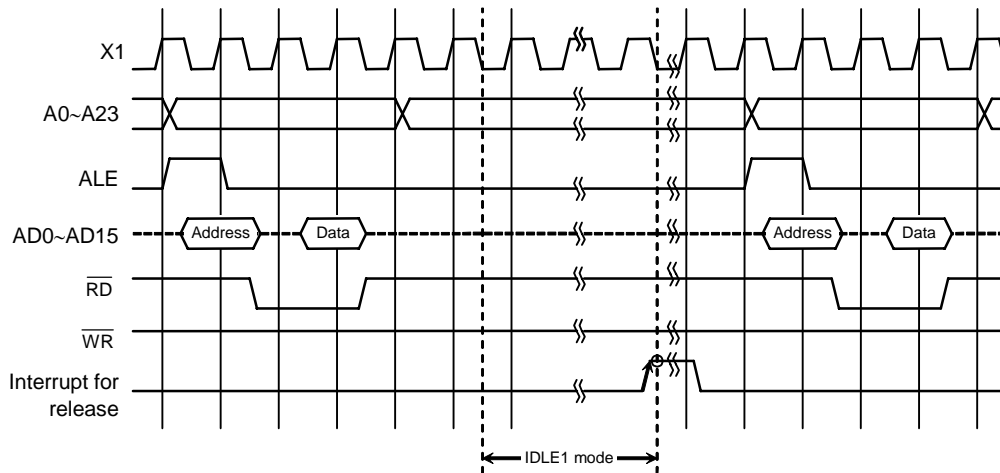 X1
A0~A23
ALE
AD0~AD15
Address
Data
Address
Data
RD
WR
Interrupt for
release
IDLE1 mode